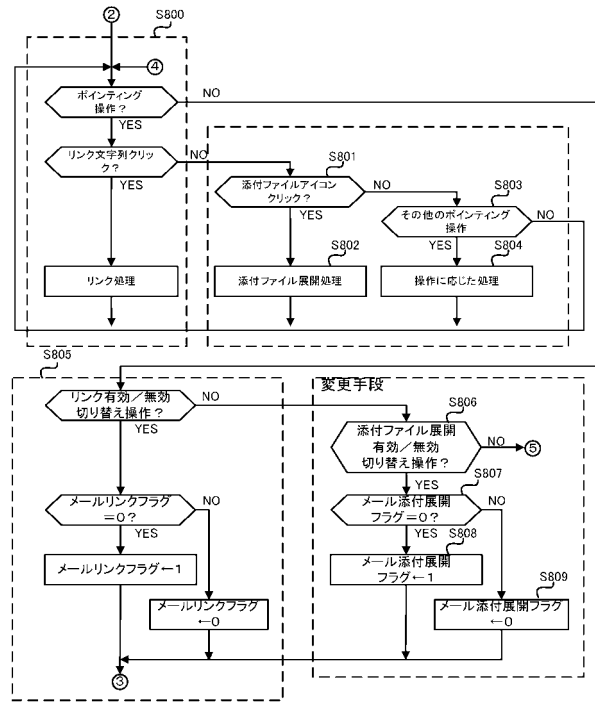 ②
S800
④
ポインティング
操作？
NO
YES
リンク文字列クリッ
ク？
NO
YES
S801
添付ファイルアイコン
クリック？
NO
YES
S803
その他のポインティング
操作
NO
YES
リンク処理
S802
添付ファイル展開処理
S804
操作に応じた処理
S805
リンク有効／無効
切り替え操作？
NO
YES
変更手段
S806
添付ファイル展開
有効／無効
切り替え操作？
NO
⑤
YES
メールリンクフラグ
＝0？
NO
YES
S807
メール添付展開
フラグ＝0？
NO
YES
メールリンクフラグ←1
S808
メール添付展開
フラグ←1
メールリンクフラグ
←0
S809
メール添付展開フラグ
←0
③